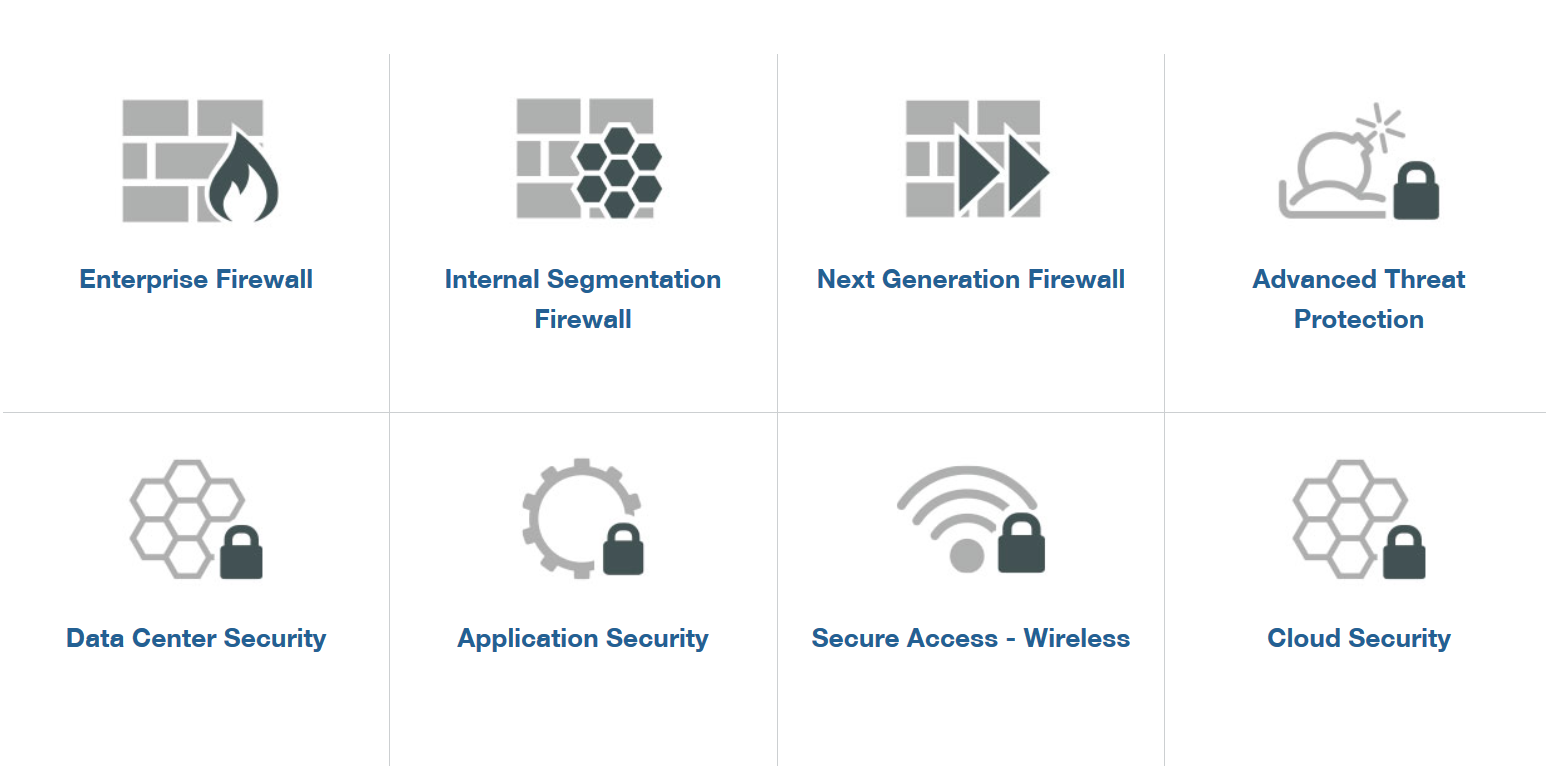 Enterprise Firewall
Internal Segmentation
Firewall
Next Generation Firewall
Advanced Threat
Protection
Data Center Security
Application Security
Secure Access - Wireless
Cloud Security